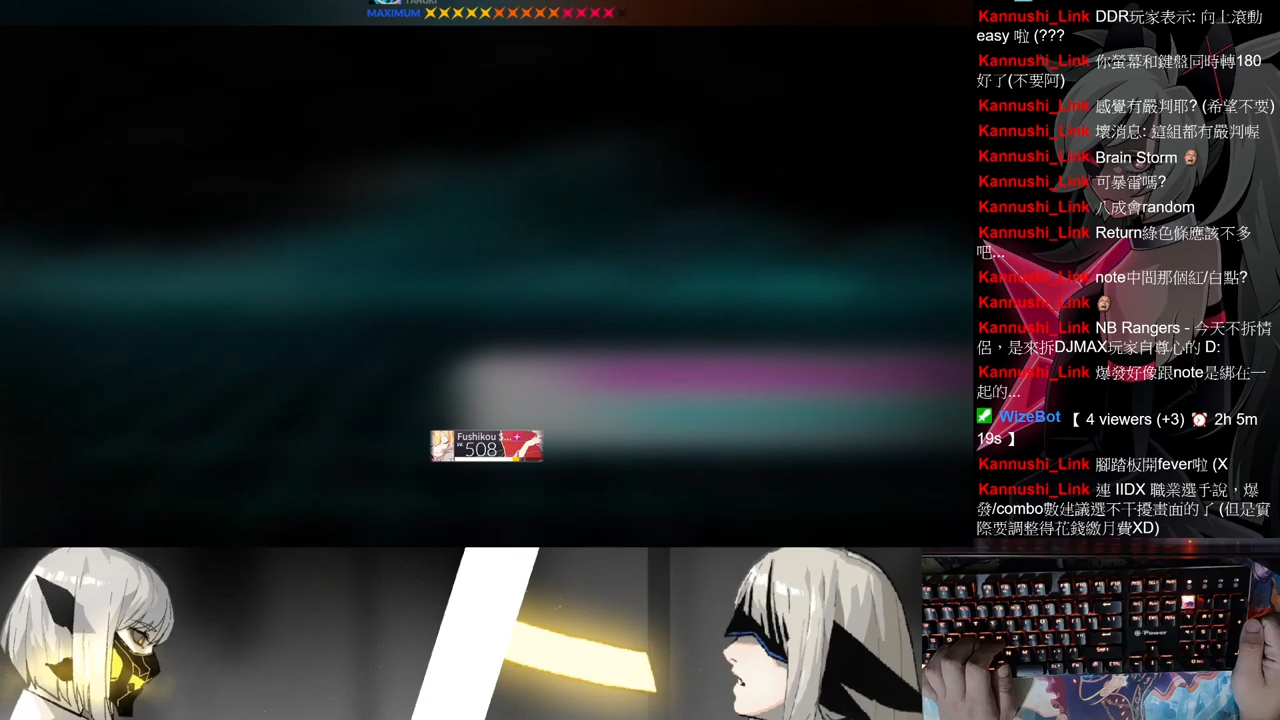 TANUKI
MAXIMUM
Fushikou S...
LV. 508
Kannushi_Link DDR玩家表示: 向上滾動
easy 啦 (???
Kannushi_Link 你螢幕和鍵盤同時轉180
好了(不要阿)
Kannushi_Link 感覺有嚴判耶? (希望不要)
Kannushi_Link 壞消息: 這組都有嚴判喔
Kannushi_Link Brain Storm
Kannushi_Link 可暴雷嗎?
Kannushi_Link 八成會random
Kannushi_Link Return綠色條應該不多
吧...
Kannushi_Link note中間那個紅/白點?
Kannushi_Link
Kannushi_Link NB Rangers - 今天不拆情
侶，是來拆DJMAX玩家自尊心的 D:
Kannushi_Link 爆發好像跟note是綁在一
起的...
WizeBot 【 4 viewers (+3) ⏰ 2h 5m
19s 】
Kannushi_Link 腳踏板開fever啦 (X
Kannushi_Link 連 IIDX 職業選手說，爆
發/combo數建議選不干擾畫面的了 (但是實
際要調整得花錢繳月費XD)
iPower